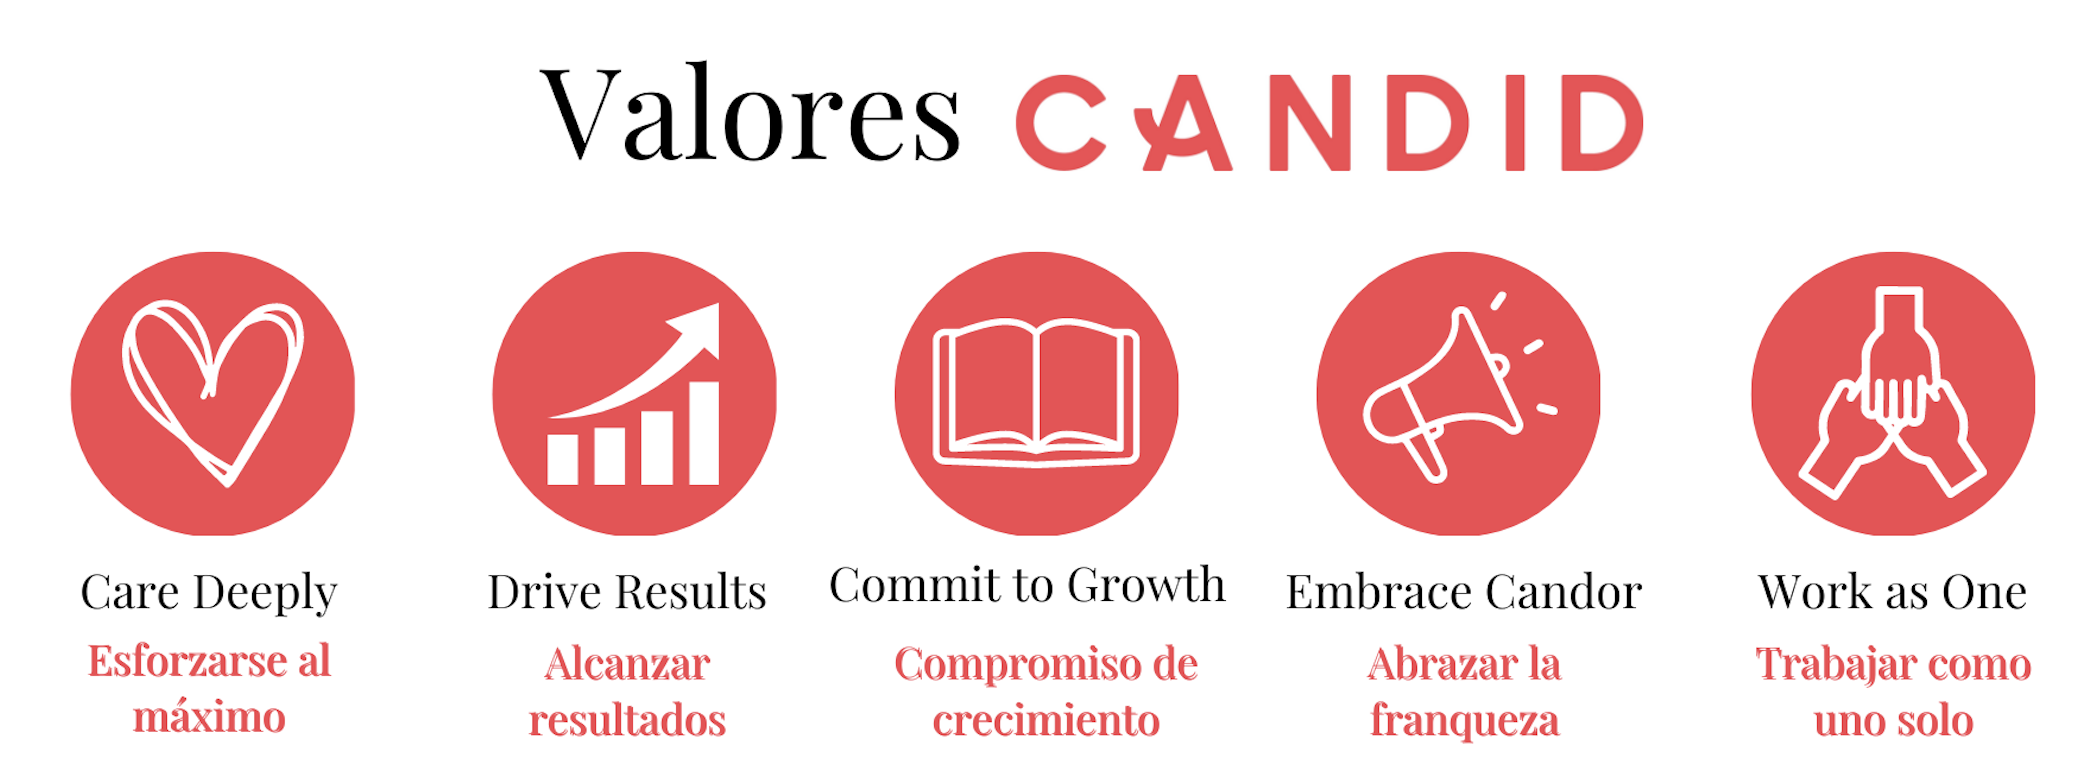 Valores CANDID
Care Deeply
Esforzarse al
máximo
Drive Results
Alcanzar
resultados
Commit to Growth
Compromiso de
crecimiento
Embrace Candor
Abrazar la
franqueza
Work as One
Trabajar como
uno solo